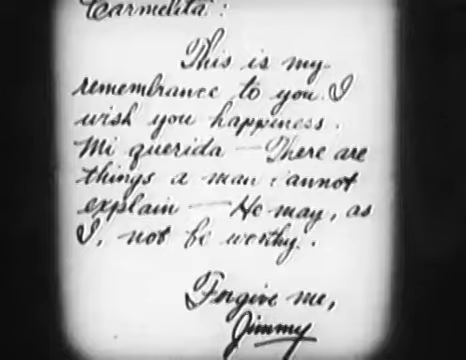 Carmelita:
This is my
remembrance to you. I
wish you happiness.
Mi querida — There are
things a man cannot
explain — He may, as
I, not be worthy.
Forgive me,
Jimmy